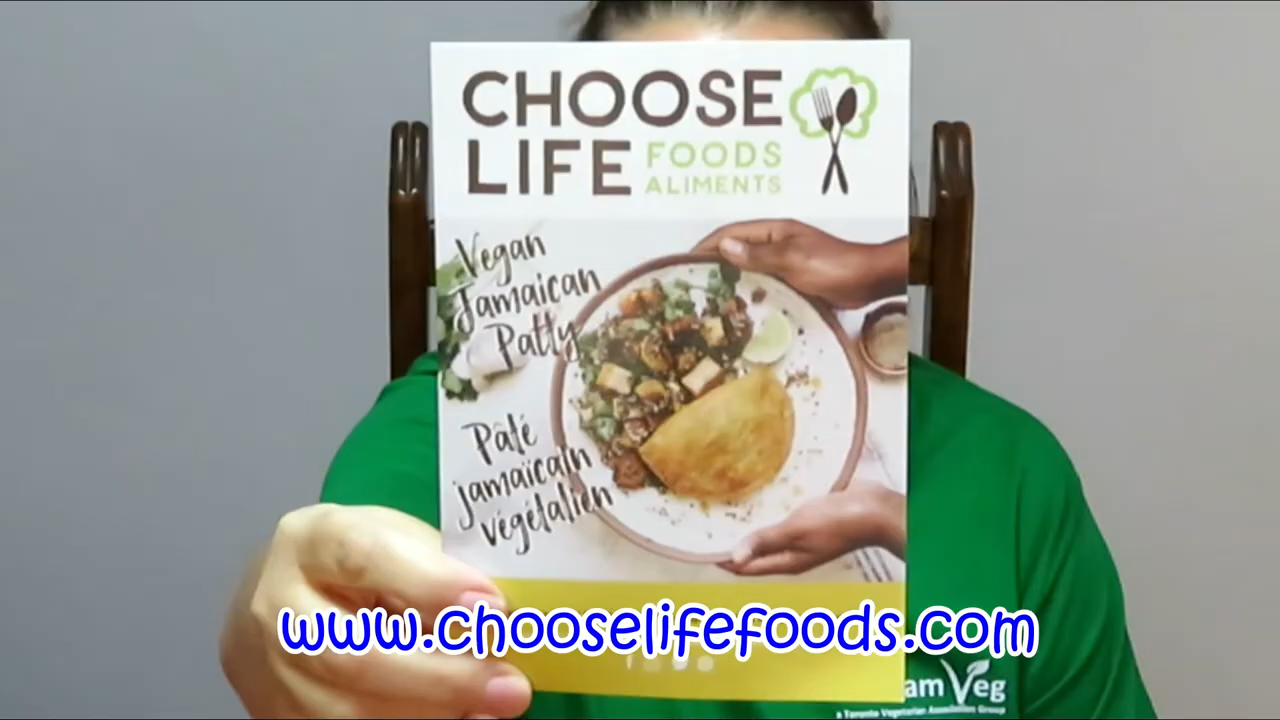 CHOOSE
LIFE FOODS
ALIMENTS
Vegan
Jamaican
Patty
Pâté
jamaïcain
végétalien
www.chooselifefoods.com
am Veg
a Toronto Vegetarian Association Group